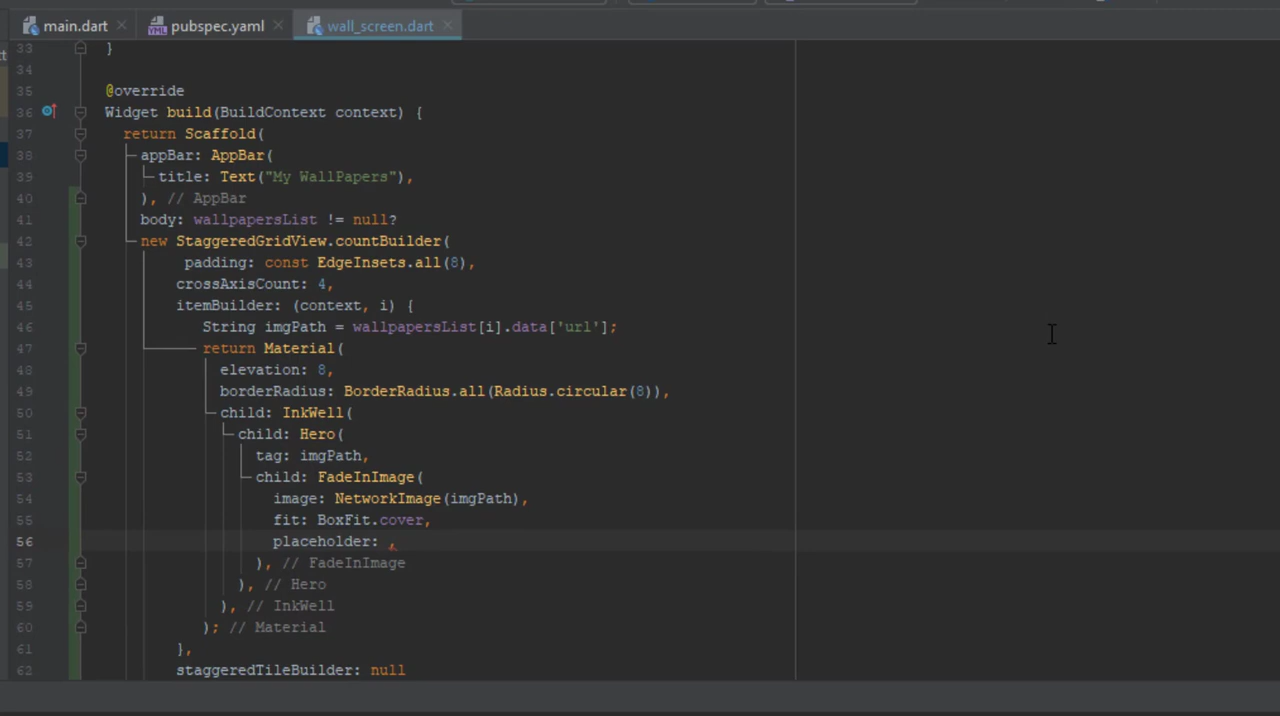 main.dart pubspec.yaml wall_screen.dart
33 }
34
35 @override
36 Widget build(BuildContext context) {
37 return Scaffold(
38 appBar: AppBar(
39 title: Text("My WallPapers"),
40 ), // AppBar
41 body: wallpapersList != null?
42 new StaggeredGridView.countBuilder(
43 padding: const EdgeInsets.all(8),
44 crossAxisCount: 4,
45 itemBuilder: (context, i) {
46 String imgPath = wallpapersList[i].data['url'];
47 return Material(
48 elevation: 8,
49 borderRadius: BorderRadius.all(Radius.circular(8)),
50 child: InkWell(
51 child: Hero(
52 tag: imgPath,
53 child: FadeInImage(
54 image: NetworkImage(imgPath),
55 fit: BoxFit.cover,
56 placeholder: ,
57 ), // FadeInImage
58 ), // Hero
59 ), // InkWell
60 ); // Material
61 },
62 staggeredTileBuilder: null